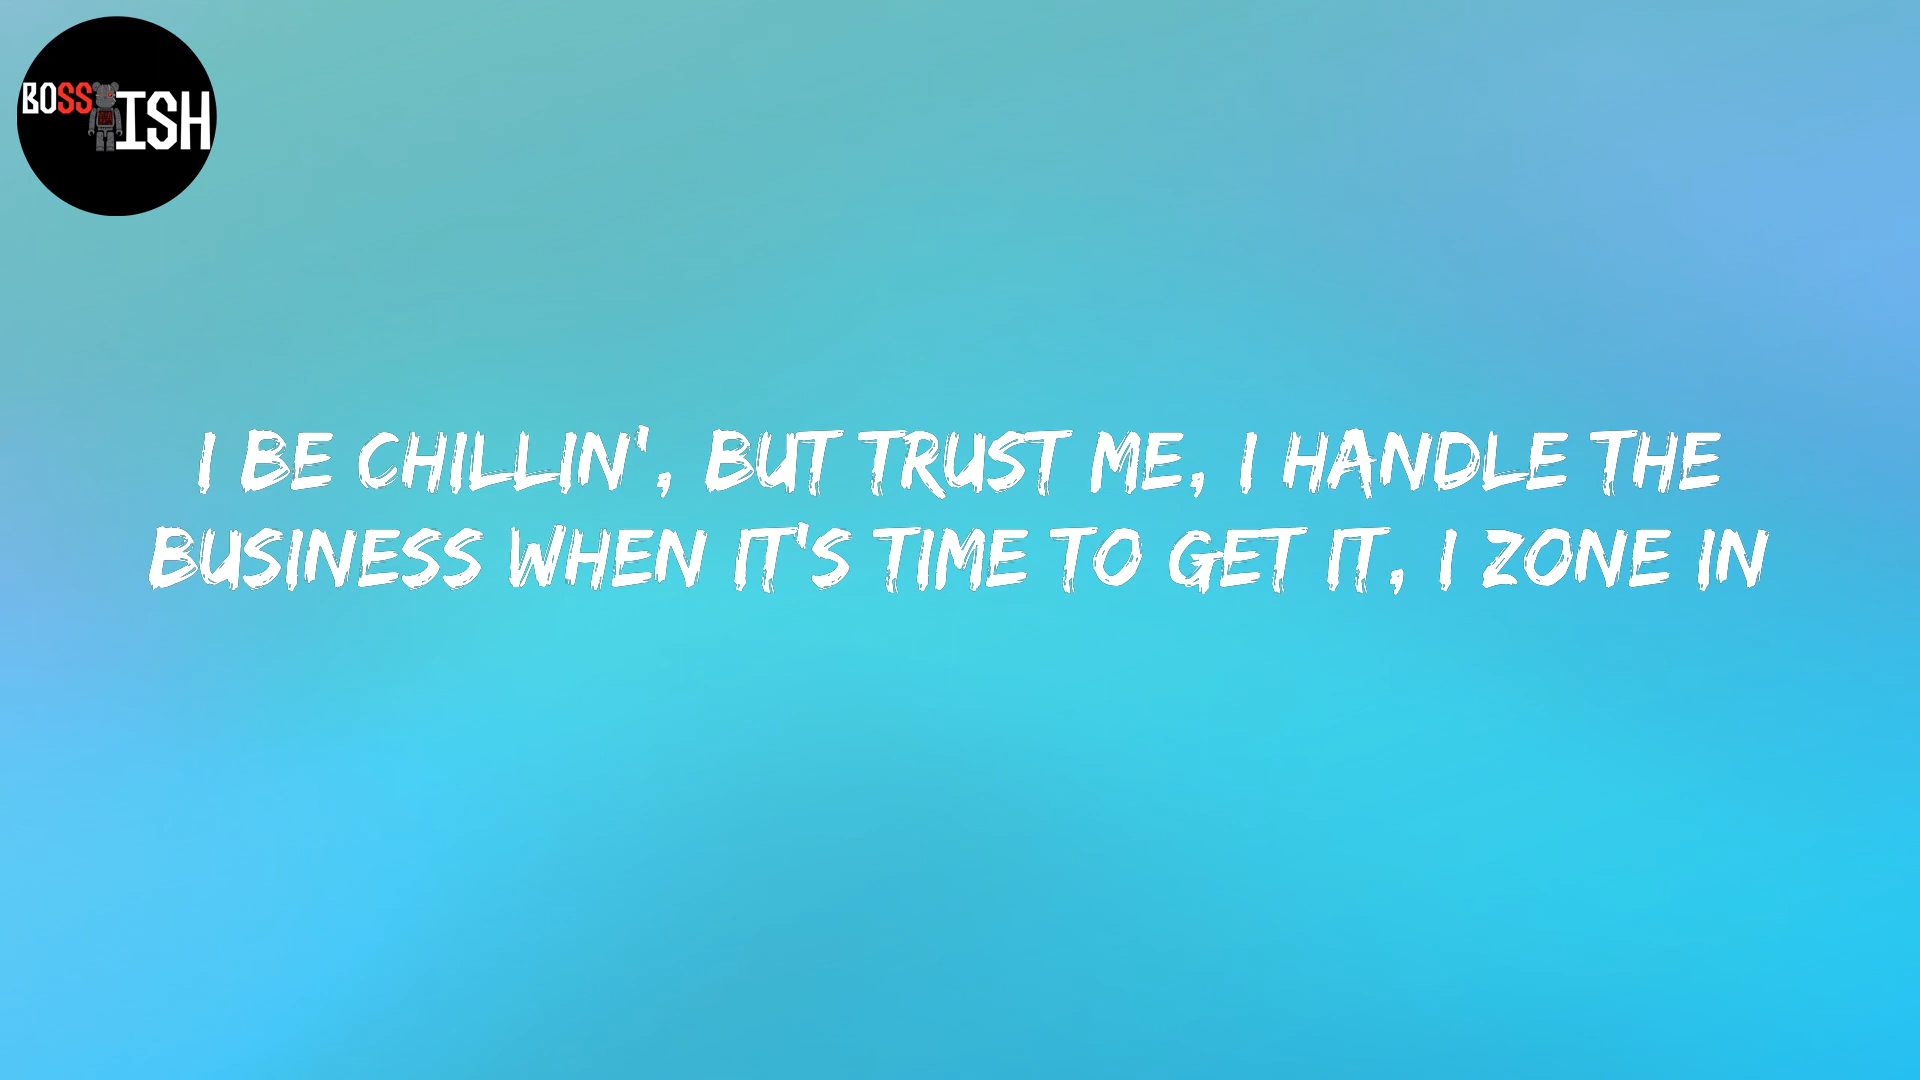 BOSS ISH
I BE CHILLIN', BUT TRUST ME, I HANDLE THE
BUSINESS WHEN IT'S TIME TO GET IT, I ZONE IN